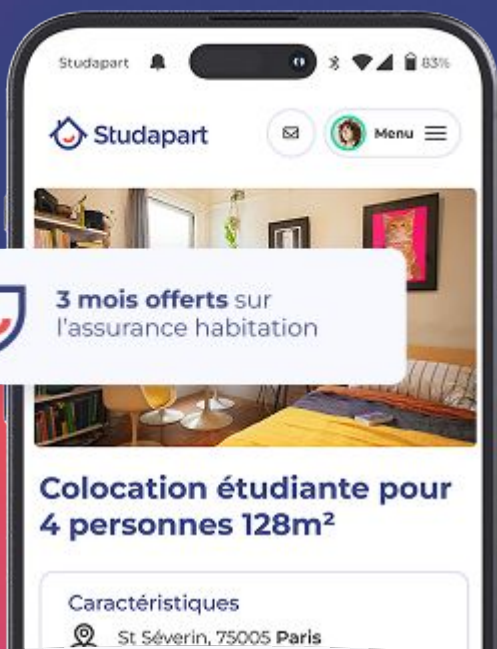 Studapart
83%
Studapart
Menu
3 mois offerts sur
l'assurance habitation
Colocation étudiante pour
4 personnes 128m²
Caractéristiques
St Séverin, 75005 Paris